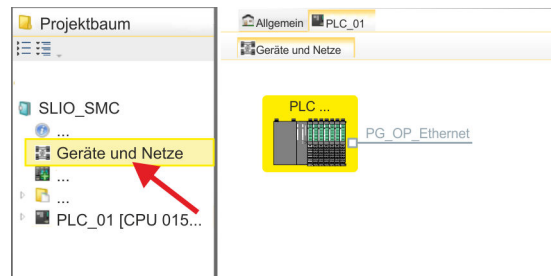 Projektbaum
SLIO_SMC
...
Geräte und Netze
...
...
PLC_01 [CPU 015...
Allgemein
PLC_01
Geräte und Netze
PLC ...
PG_OP_Ethernet